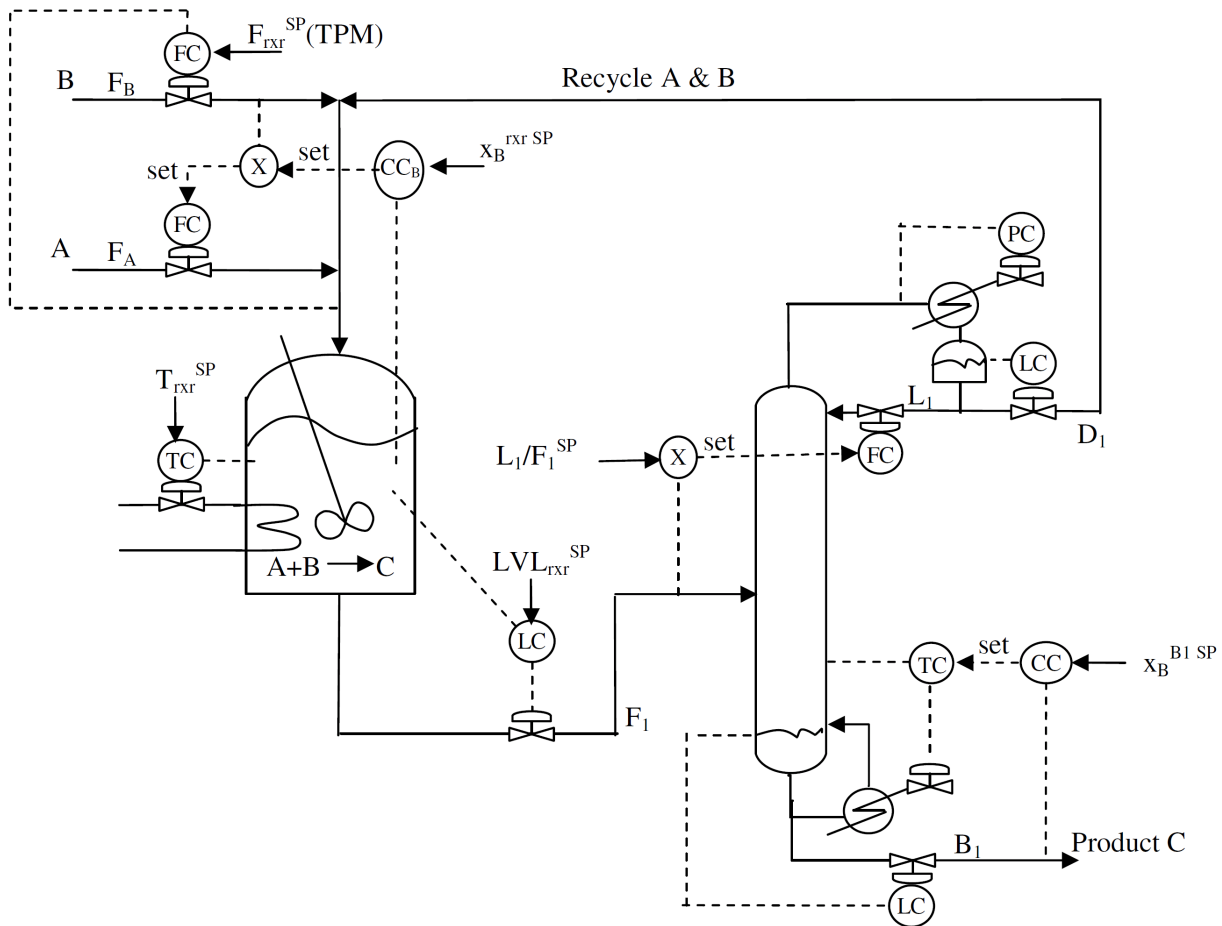 FC
F_rxr^SP (TPM)
B
F_B
Recycle A & B
set
X
set
CC_B
x_B^rxr SP
FC
A
F_A
PC
T_rxr^SP
LC
L_1
D_1
TC
L_1/F_1^SP
X
set
FC
A+B C
LVL_rxr^SP
LC
TC
set
CC
x_B^B1 SP
F_1
B_1
Product C
LC